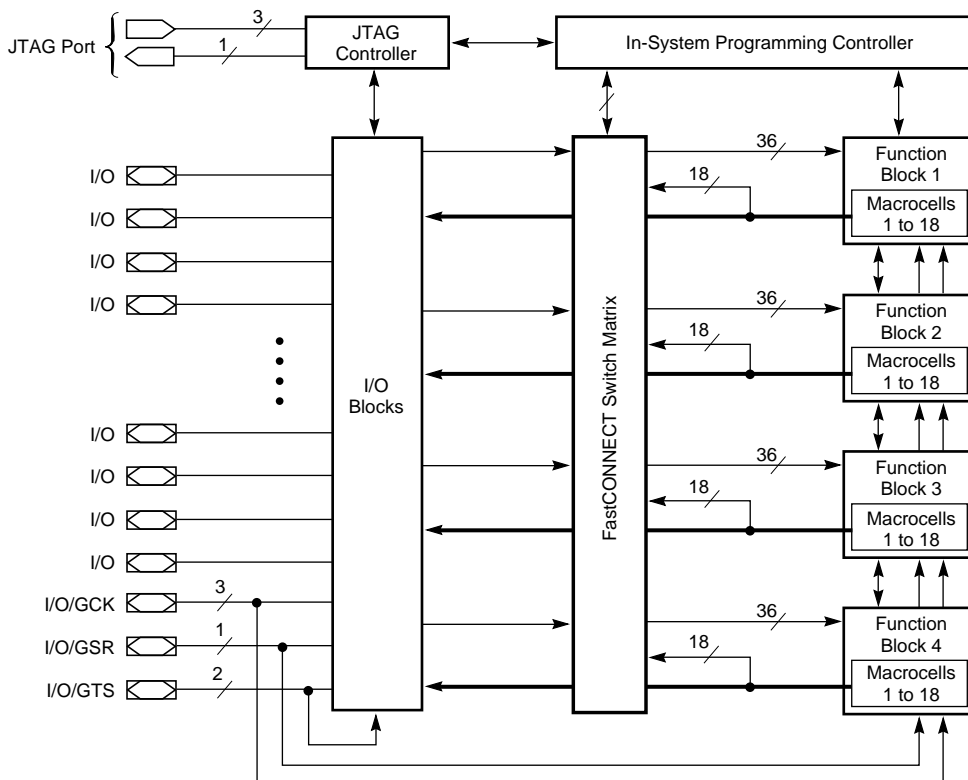 JTAG Port
3
1
JTAG
Controller
In-System Programming Controller
I/O
I/O
I/O
I/O
I/O
I/O
I/O
I/O
I/O/GCK
3
I/O/GSR
1
I/O/GTS
2
I/O
Blocks
FastCONNECT Switch Matrix
36
18
Function
Block 1
Macrocells
1 to 18
36
18
Function
Block 2
Macrocells
1 to 18
36
18
Function
Block 3
Macrocells
1 to 18
36
18
Function
Block 4
Macrocells
1 to 18